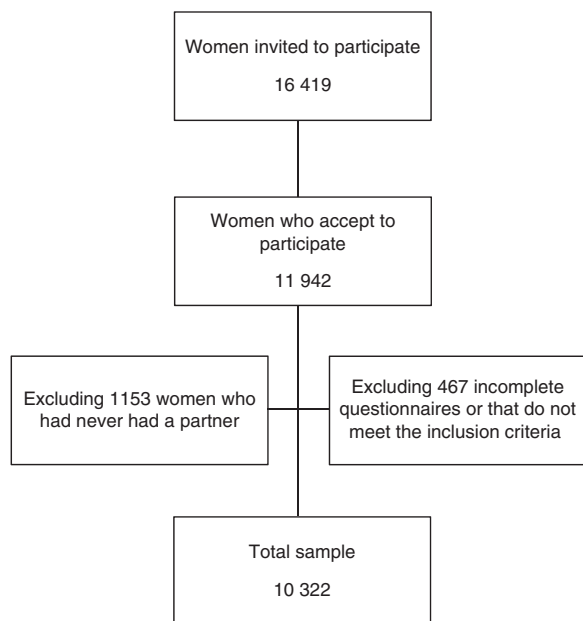 Women invited to participate
16 419
Women who accept to
participate
11 942
Excluding 1153 women who
had never had a partner
Excluding 467 incomplete
questionnaires or that do not
meet the inclusion criteria
Total sample
10 322